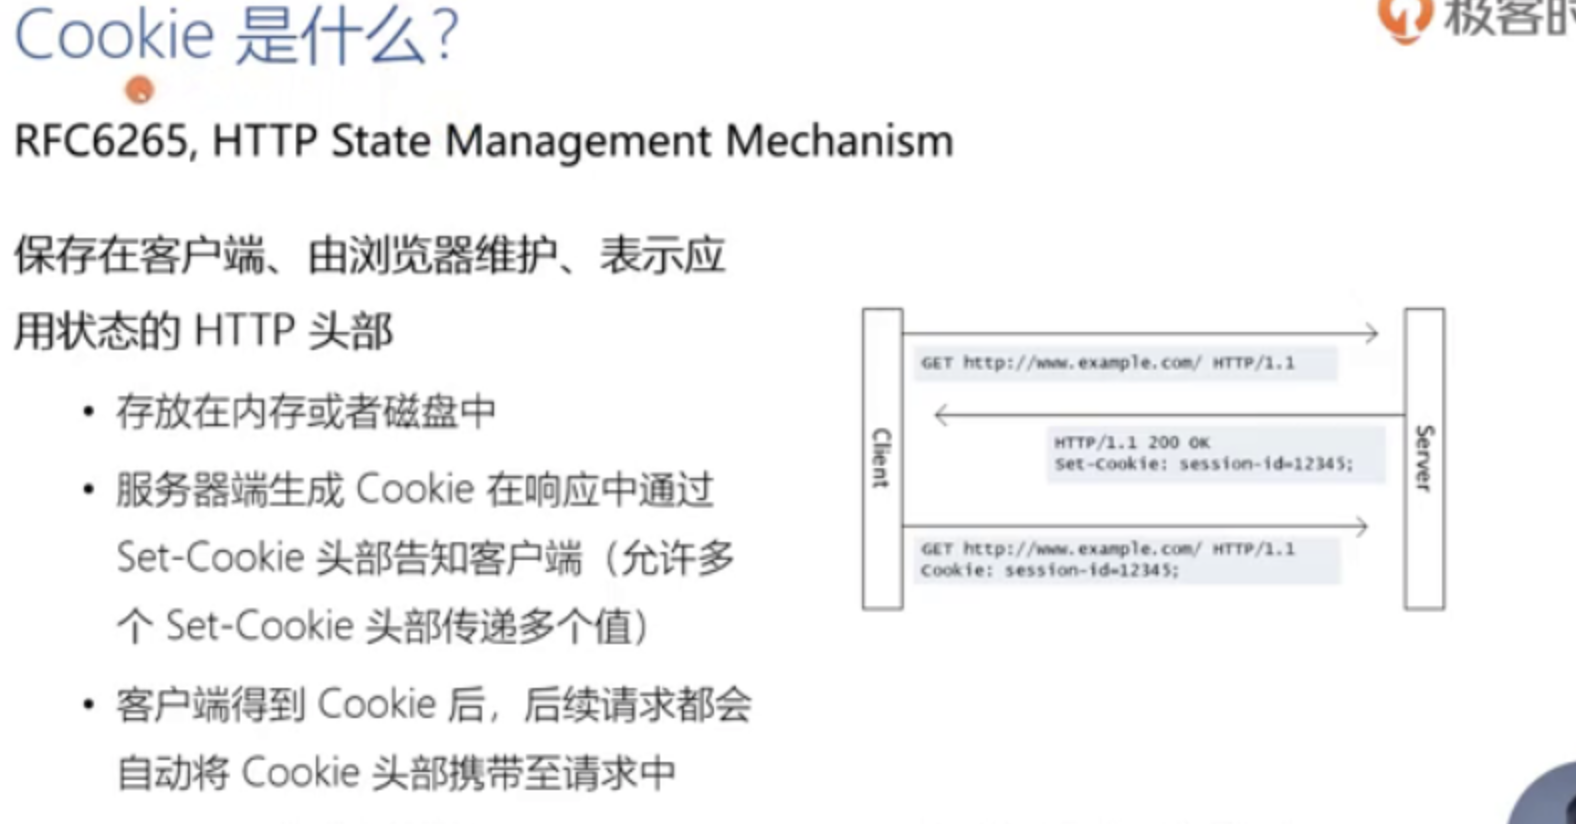 Cookie 是什么?
极客时
RFC6265, HTTP State Management Mechanism
保存在客户端、由浏览器维护、表示应
用状态的 HTTP 头部
• 存放在内存或者磁盘中
• 服务器端生成 Cookie 在响应中通过
Set-Cookie 头部告知客户端（允许多
个 Set-Cookie 头部传递多个值）
• 客户端得到 Cookie 后，后续请求都会
自动将 Cookie 头部携带至请求中
Client
GET http://www.example.com/ HTTP/1.1
HTTP/1.1 200 OK
Set-Cookie: session-id=12345;
GET http://www.example.com/ HTTP/1.1
Cookie: session-id=12345;
Server